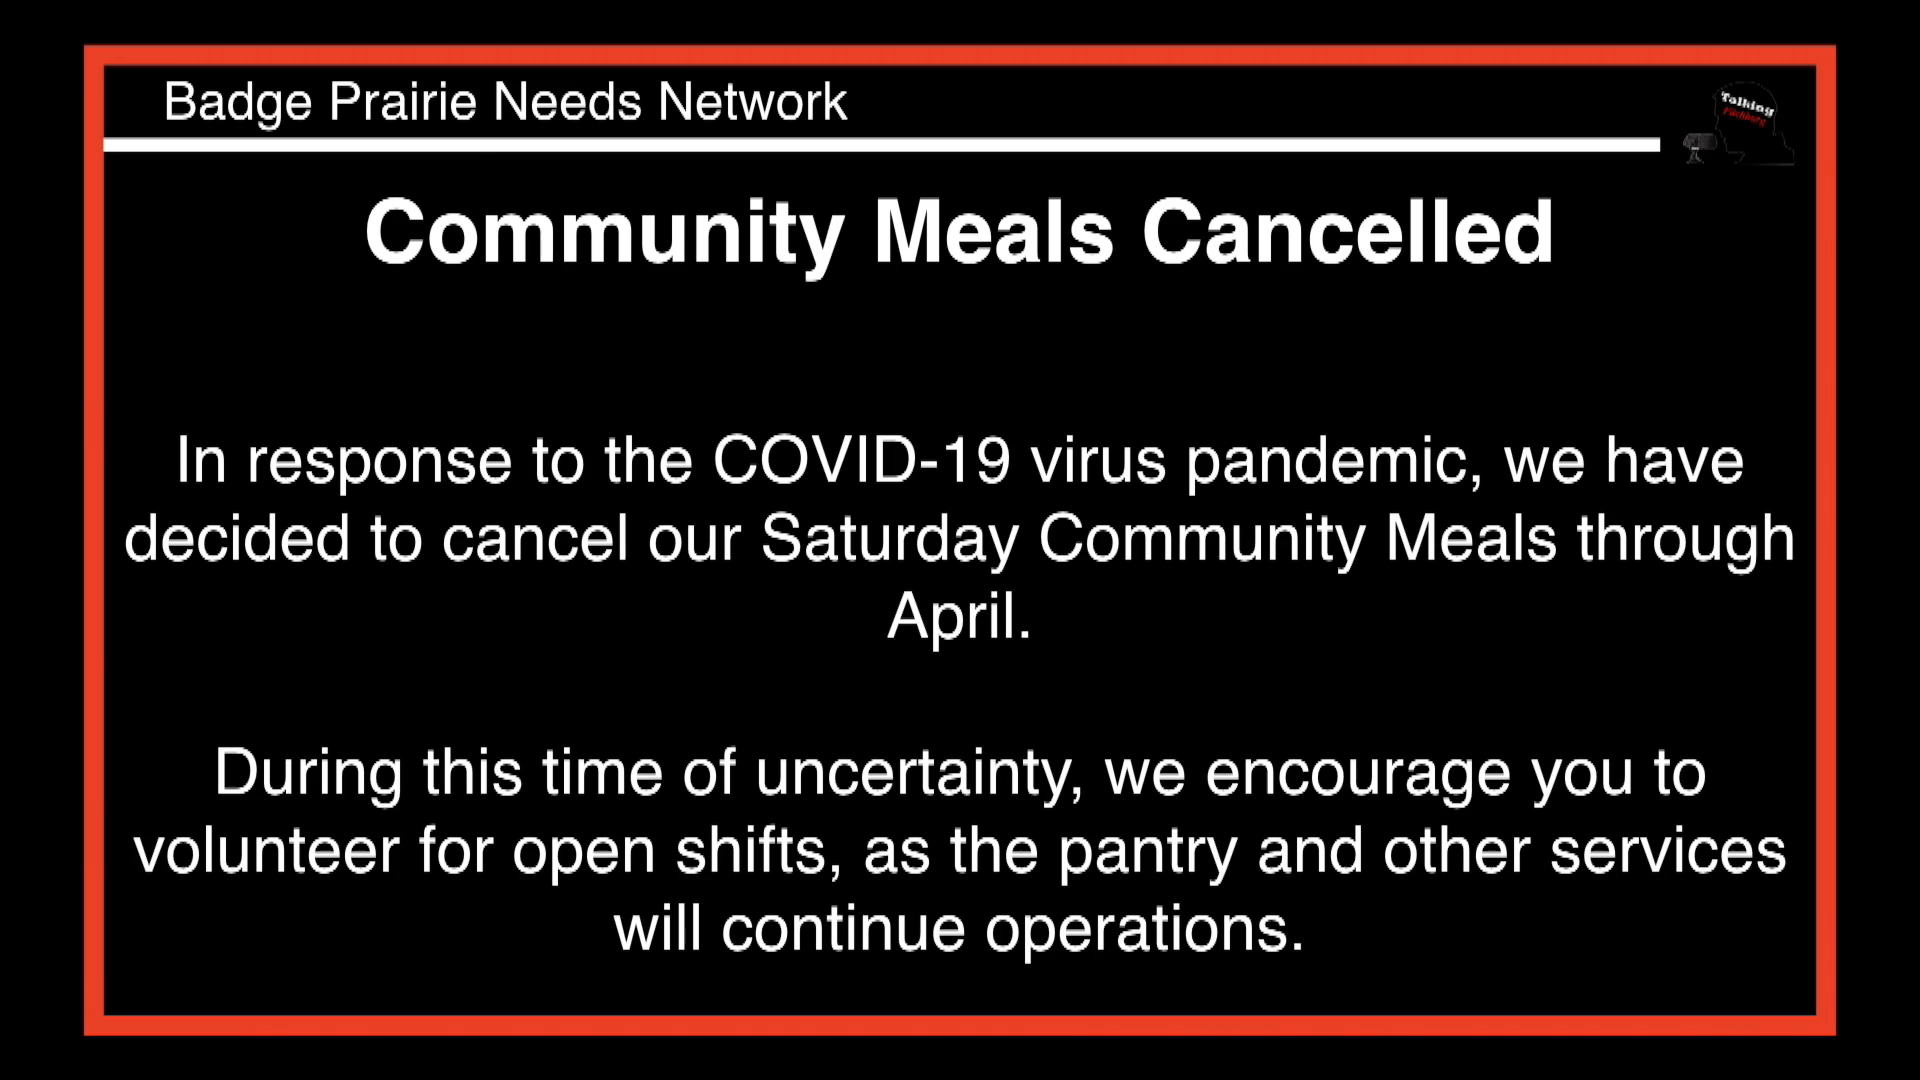 Badge Prairie Needs Network
Talking
Fitchburg
Community Meals Cancelled
In response to the COVID-19 virus pandemic, we have
decided to cancel our Saturday Community Meals through
April.
During this time of uncertainty, we encourage you to
volunteer for open shifts, as the pantry and other services
will continue operations.